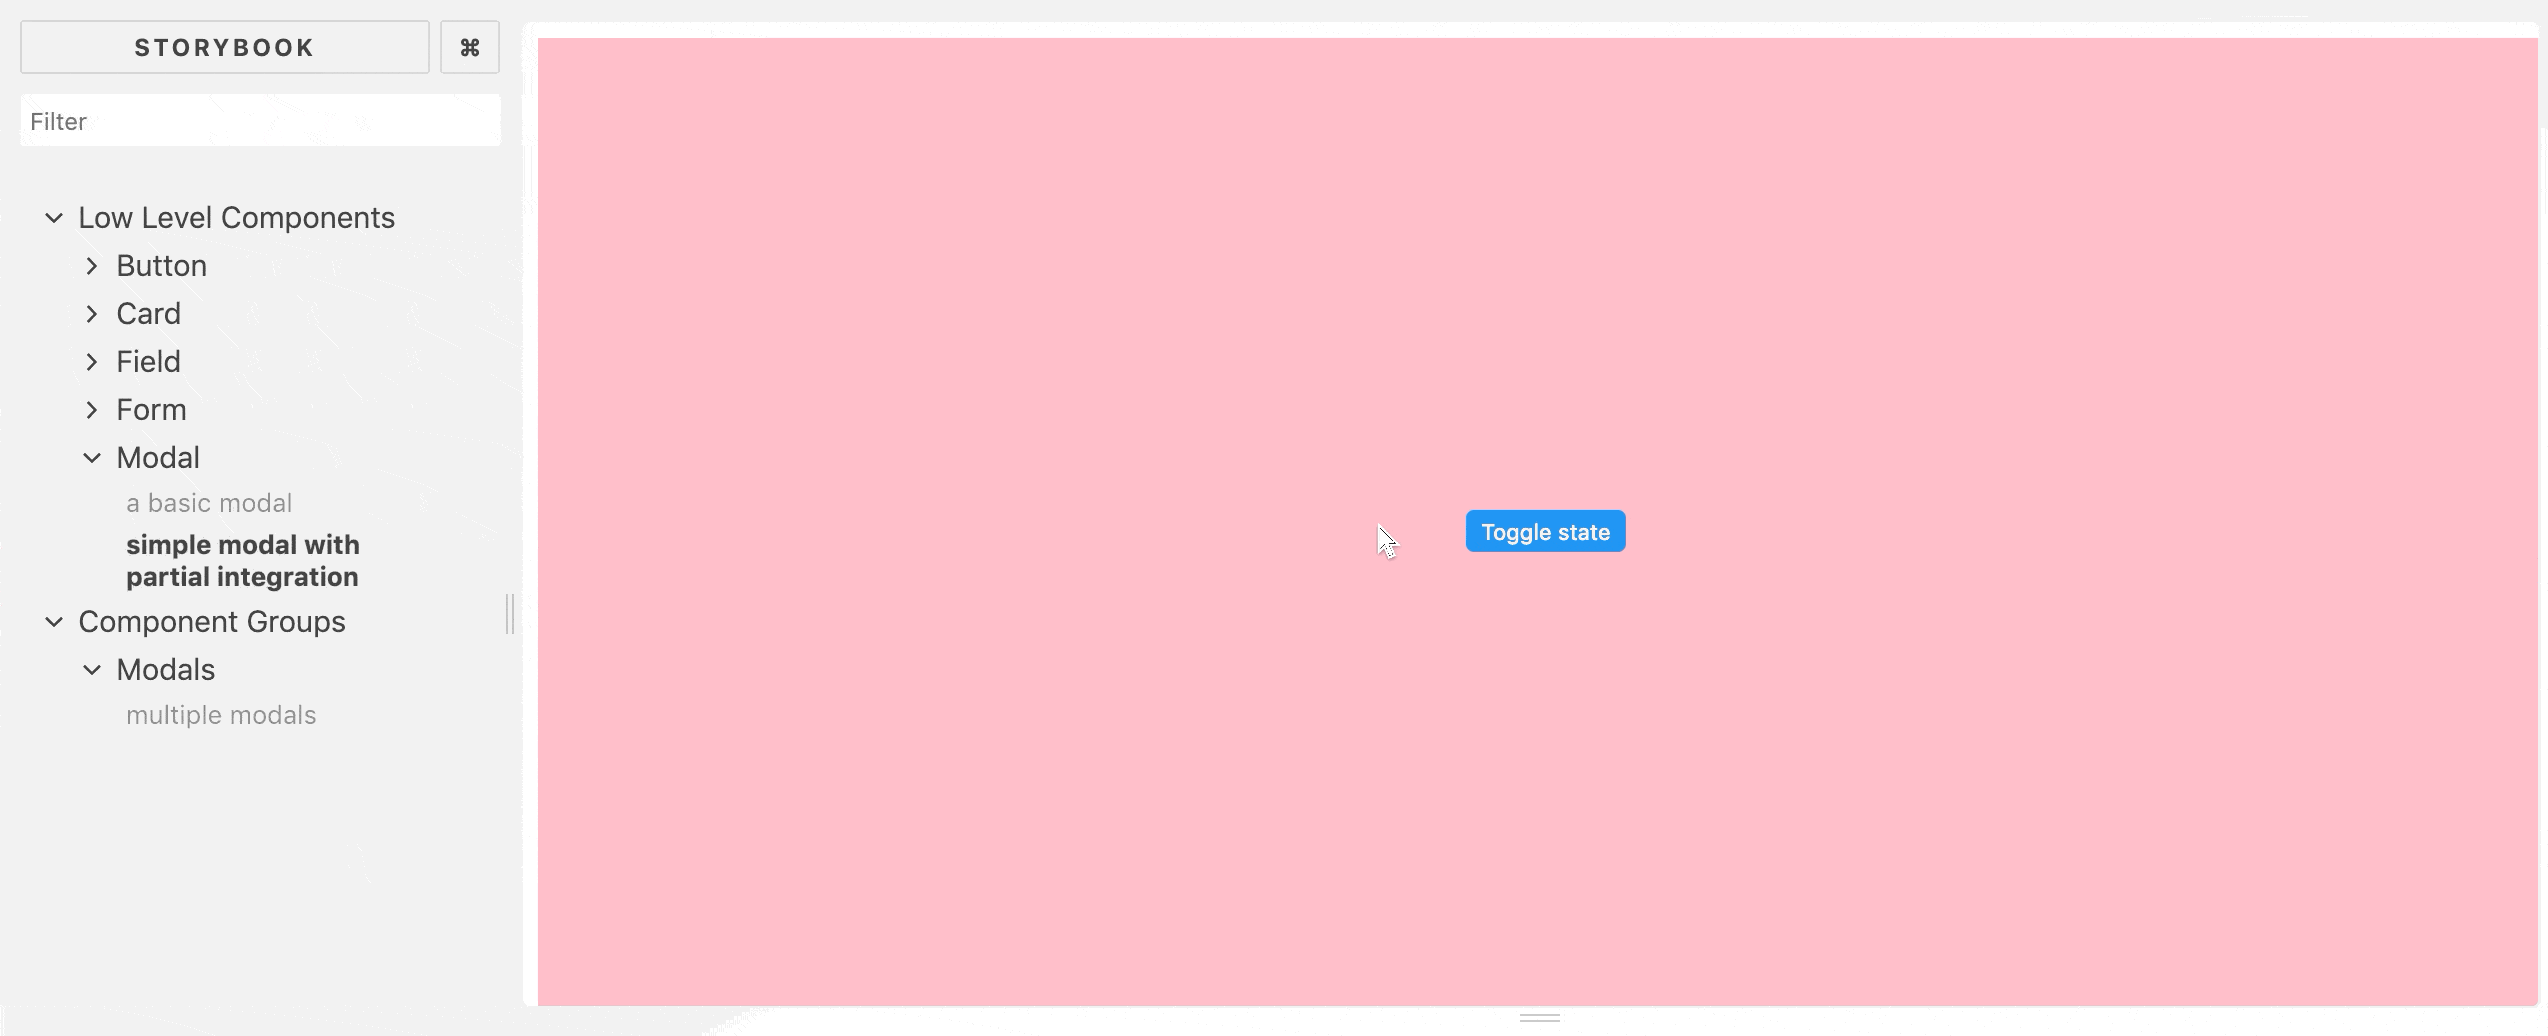 STORYBOOK ⌘
Filter
Low Level Components
Button
Card
Field
Form
Modal
a basic modal
simple modal with
partial integration
Component Groups
Modals
multiple modals
Toggle state